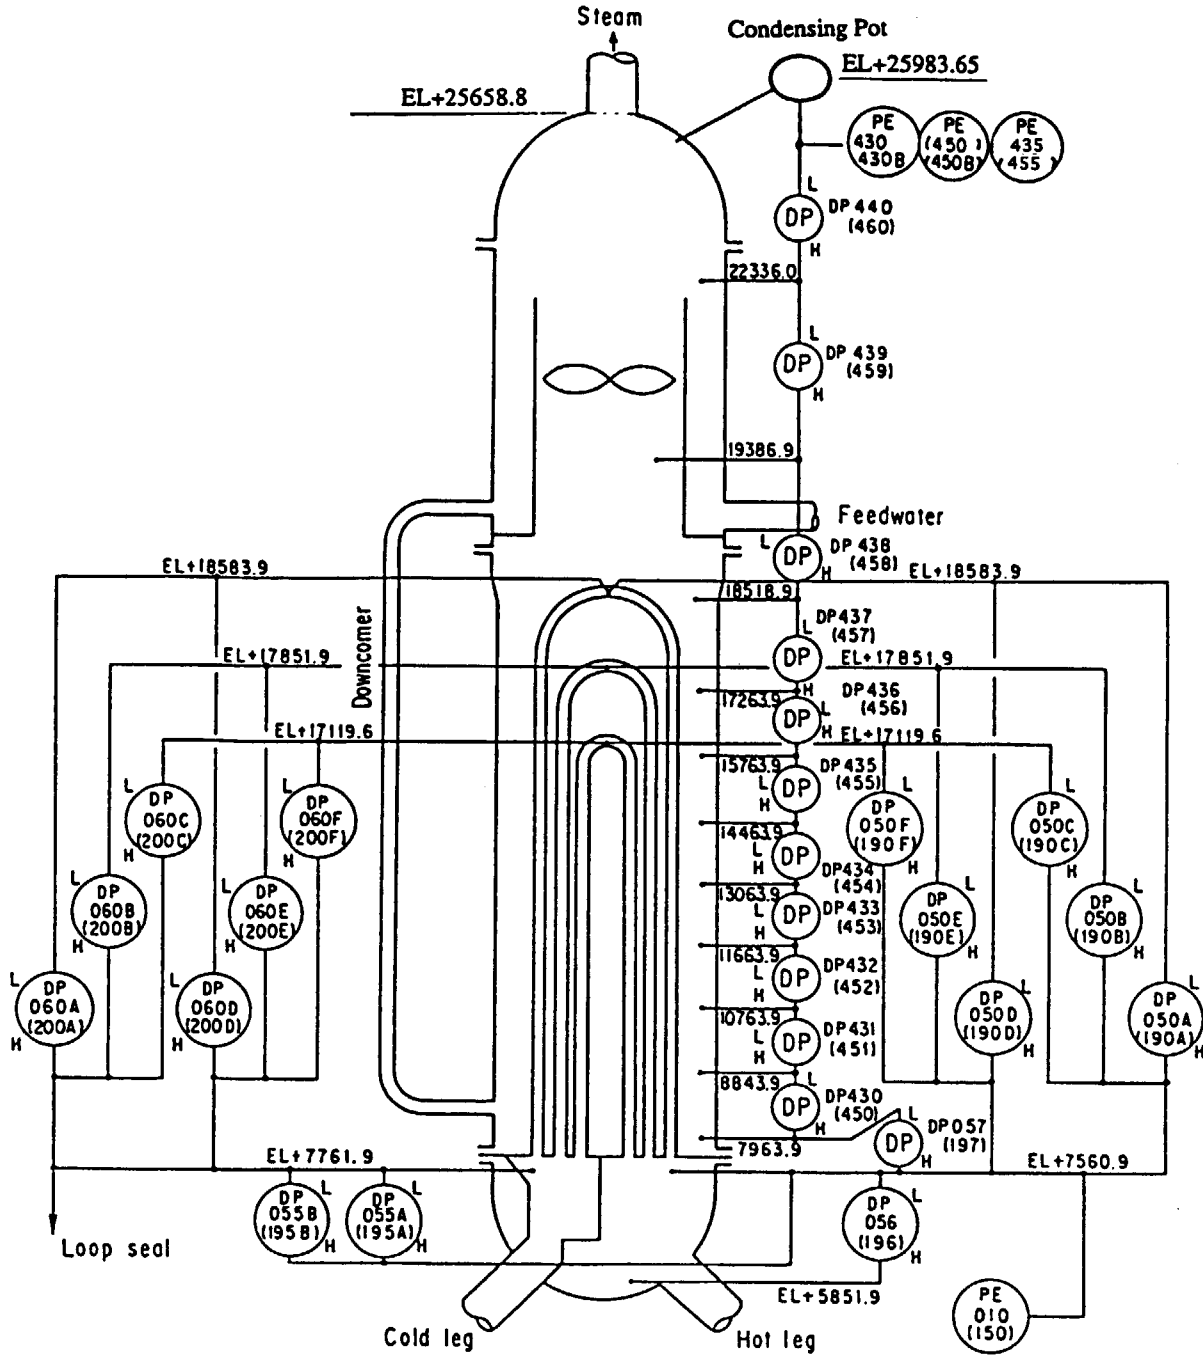 Steam
Condensing Pot
EL+25983.65
EL+25658.8
PE
430
430B
PE
(450)
(450B)
PE
435
(455)
L
DP
DP 440
(460)
H
22336.0
L
DP
DP 439
(459)
H
19386.9
Feedwater
L
DP
DP 438
(458)
H
EL+18583.9
EL+18583.9
18518.9
Downcomer
L
DP 437
(457)
DP
H
EL+17851.9
EL+17851.9
17263.9
DP 436
(456)
L
DP
H
EL+17119.6
EL+17119.6
15763.9
DP 435
(455)
L
DP
H
14463.9
L
DP
H
DP434
(454)
13063.9
L
DP
H
DP433
(453)
11663.9
L
DP
H
DP432
(452)
10763.9
L
DP
H
DP431
(451)
8843.9
L
DP
H
DP430
(450)
7963.9
L
DP
H
DP057
(197)
L
DP
060C
(200C)
H
L
DP
060F
(200F)
H
L
DP
060B
(200B)
H
L
DP
060E
(200E)
H
L
DP
060A
(200A)
H
L
DP
060D
(200D)
H
L
DP
050F
(190F)
H
L
DP
050C
(190C)
H
L
DP
050E
(190E)
H
L
DP
050B
(190B)
H
L
DP
050D
(190D)
H
L
DP
050A
(190A)
H
EL+7761.9
EL+7560.9
L
DP
055B
(195B)
H
L
DP
055A
(195A)
H
L
DP
056
(196)
H
Loop seal
EL+5851.9
PE
010
(150)
Cold leg
Hot leg